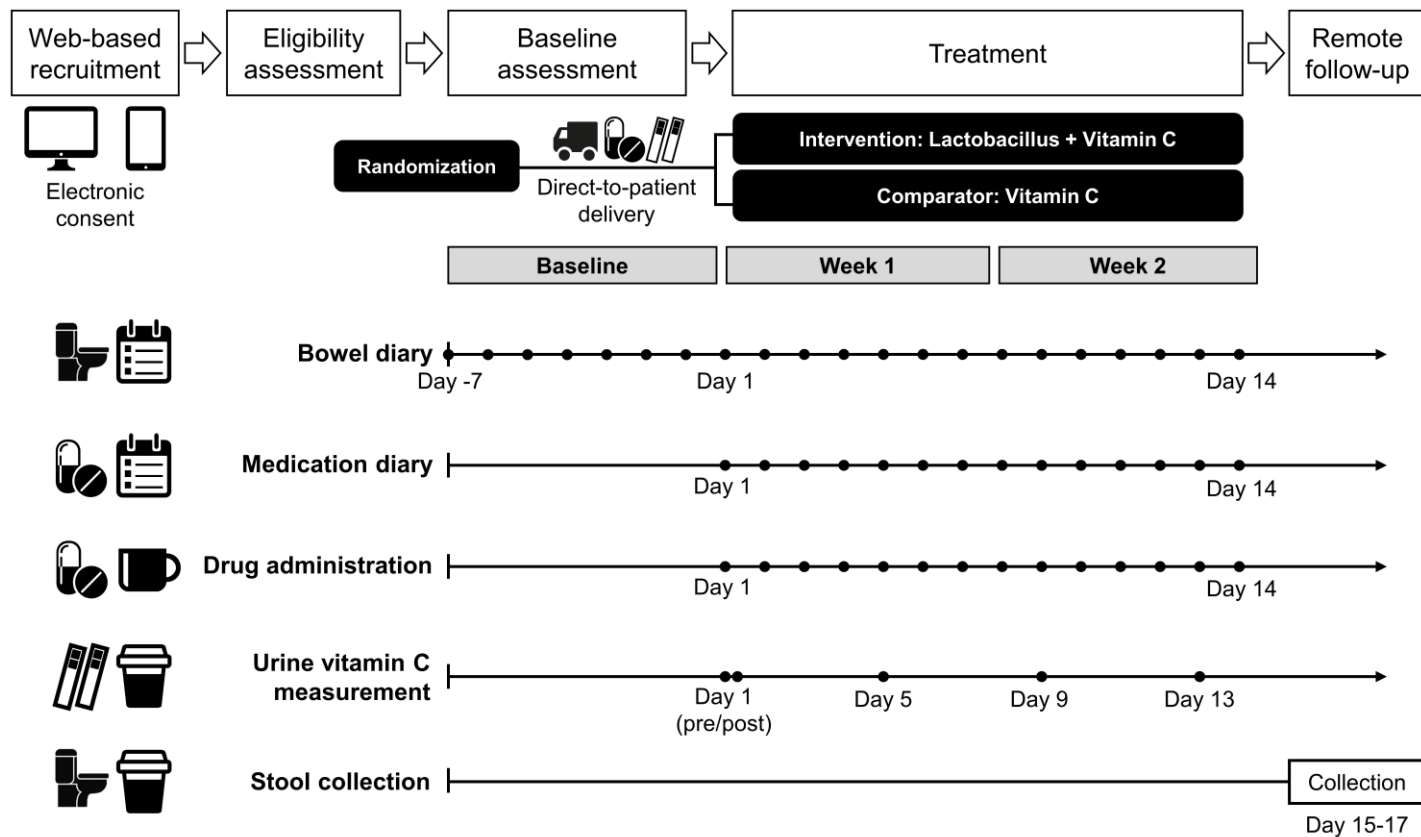 Web-based
recruitment
Eligibility
assessment
Baseline
assessment
Treatment
Remote
follow-up
Electronic
consent
Randomization
Direct-to-patient
delivery
Intervention: Lactobacillus + Vitamin C
Comparator: Vitamin C
Baseline
Week 1
Week 2
Bowel diary
Day -7
Day 1
Day 14
Medication diary
Day 1
Day 14
Drug administration
Day 1
Day 14
Urine vitamin C
measurement
Day 1
(pre/post)
Day 5
Day 9
Day 13
Stool collection
Collection
Day 15-17